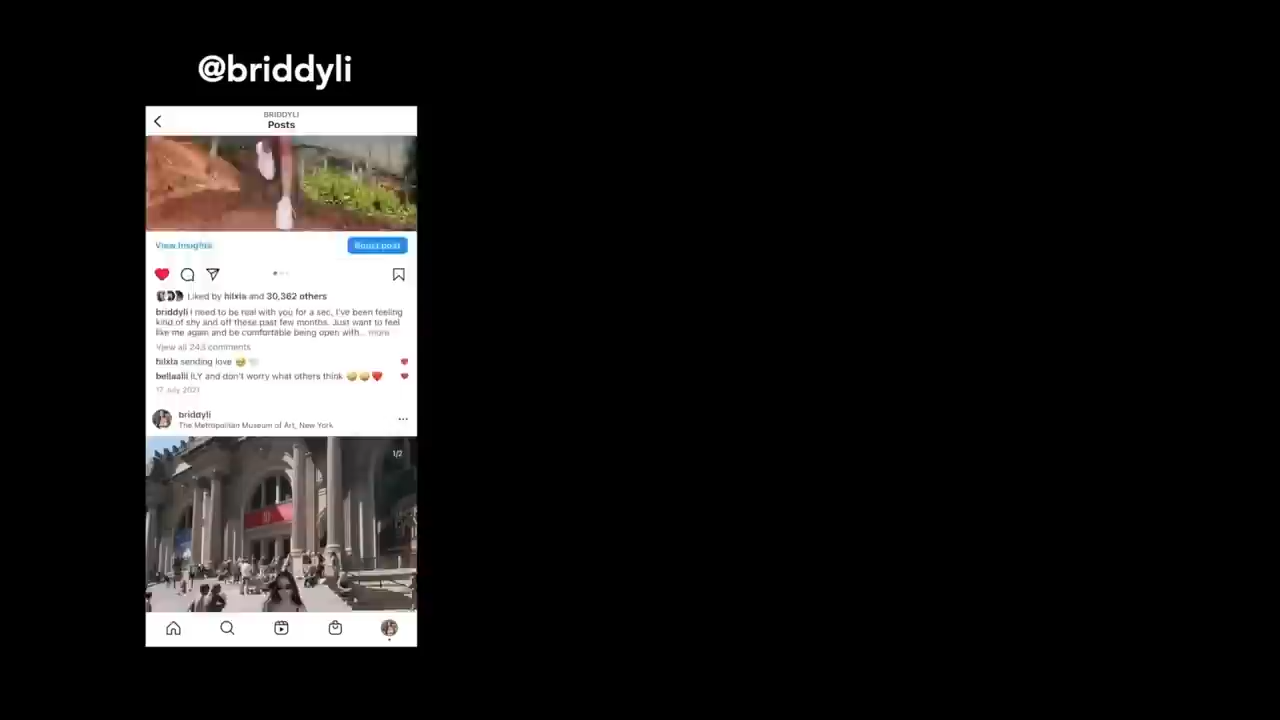 @briddyli
BRIDDYLI
Posts
View Insights
Boost post
Liked by hilxia and 30,362 others
briddyli I need to be real with you for a sec, I've been feeling
kind of shy and off these past few months. Just want to feel
like me again and be comfortable being open with... more
View all 243 comments
hilxia sending love 🥲🤍
bellaalii ILY and don't worry what others think
17 July 2021
briddyli
The Metropolitan Museum of Art, New York
1/2